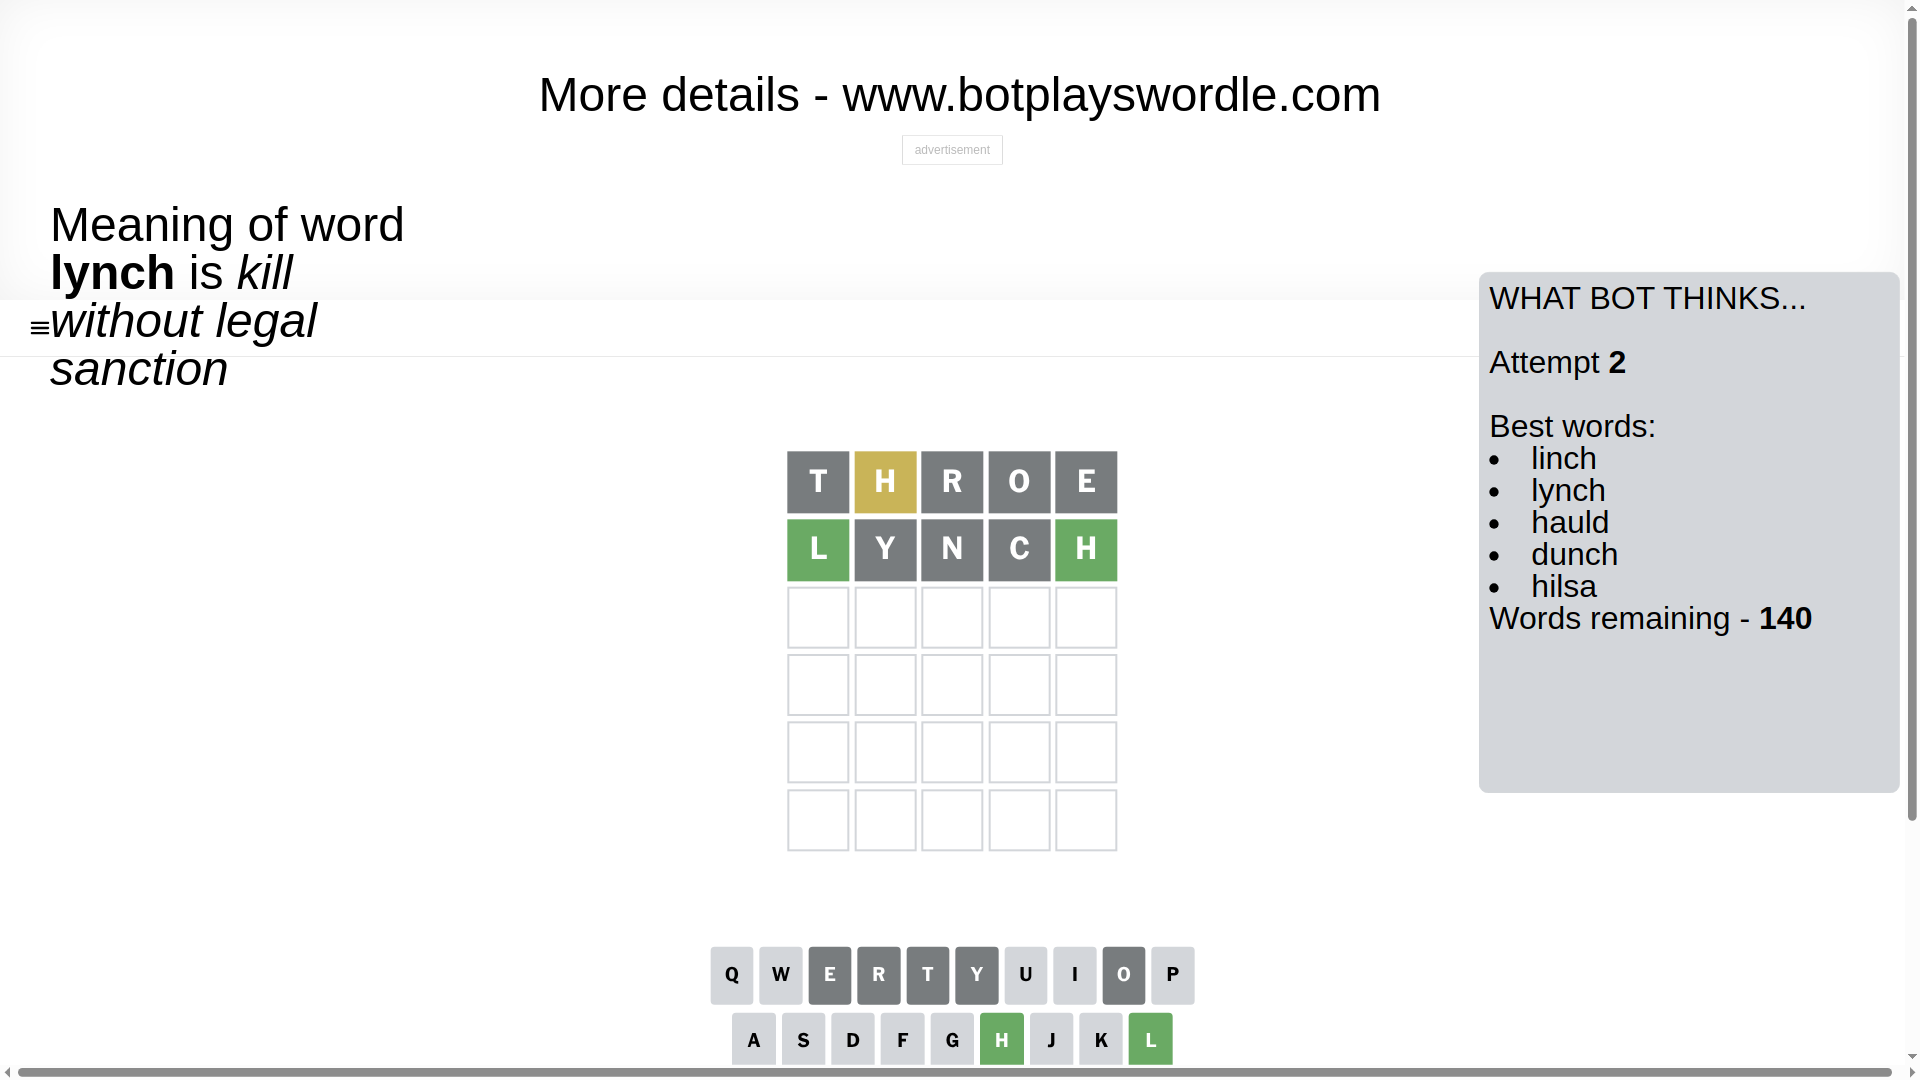 More details - www.botplayswordle.com
advertisement
Meaning of word
lynch is kill
without legal
sanction
WHAT BOT THINKS...
Attempt 2
Best words:
linch
lynch
hauld
dunch
hilsa
Words remaining - 140
T H R O E
L Y N C H
Q W E R T Y U I O P
A S D F G H J K L